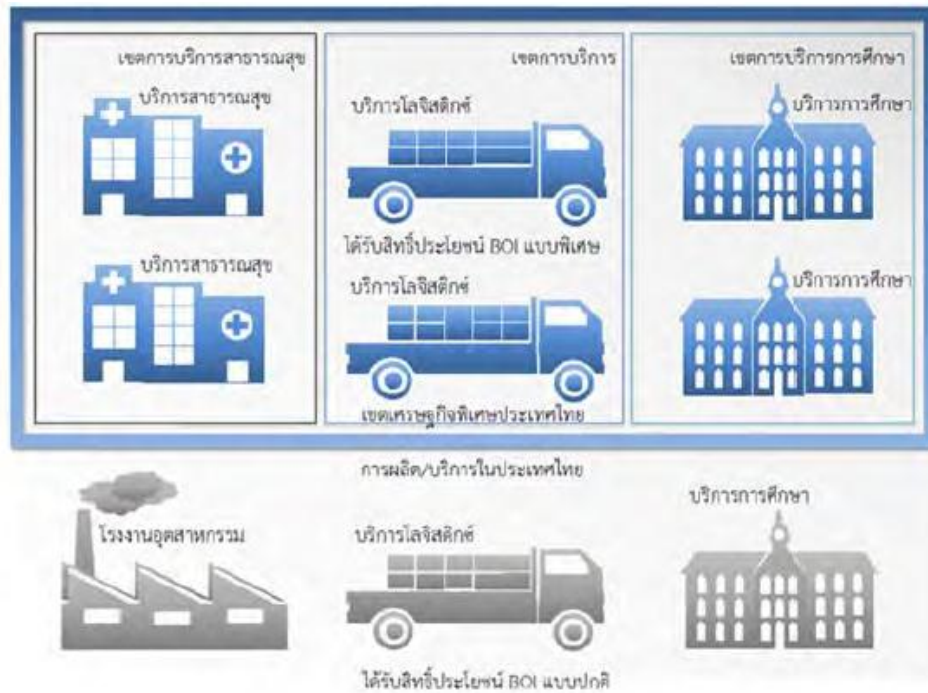 เขตการบริการสาธารณสุข
บริการสาธารณสุข
บริการสาธารณสุข
เขตการบริการ
บริการโลจิสติกซ์
ได้รับสิทธิ์ประโยชน์ BOI แบบพิเศษ
บริการโลจิสติกซ์
เขตเศรษฐกิจพิเศษประเทศไทย
เขตการบริการการศึกษา
บริการการศึกษา
บริการการศึกษา
การผลิต/บริการในประเทศไทย
โรงงานอุตสาหกรรม
บริการโลจิสติกซ์
บริการการศึกษา
ได้รับสิทธิ์ประโยชน์ BOI แบบปกติ